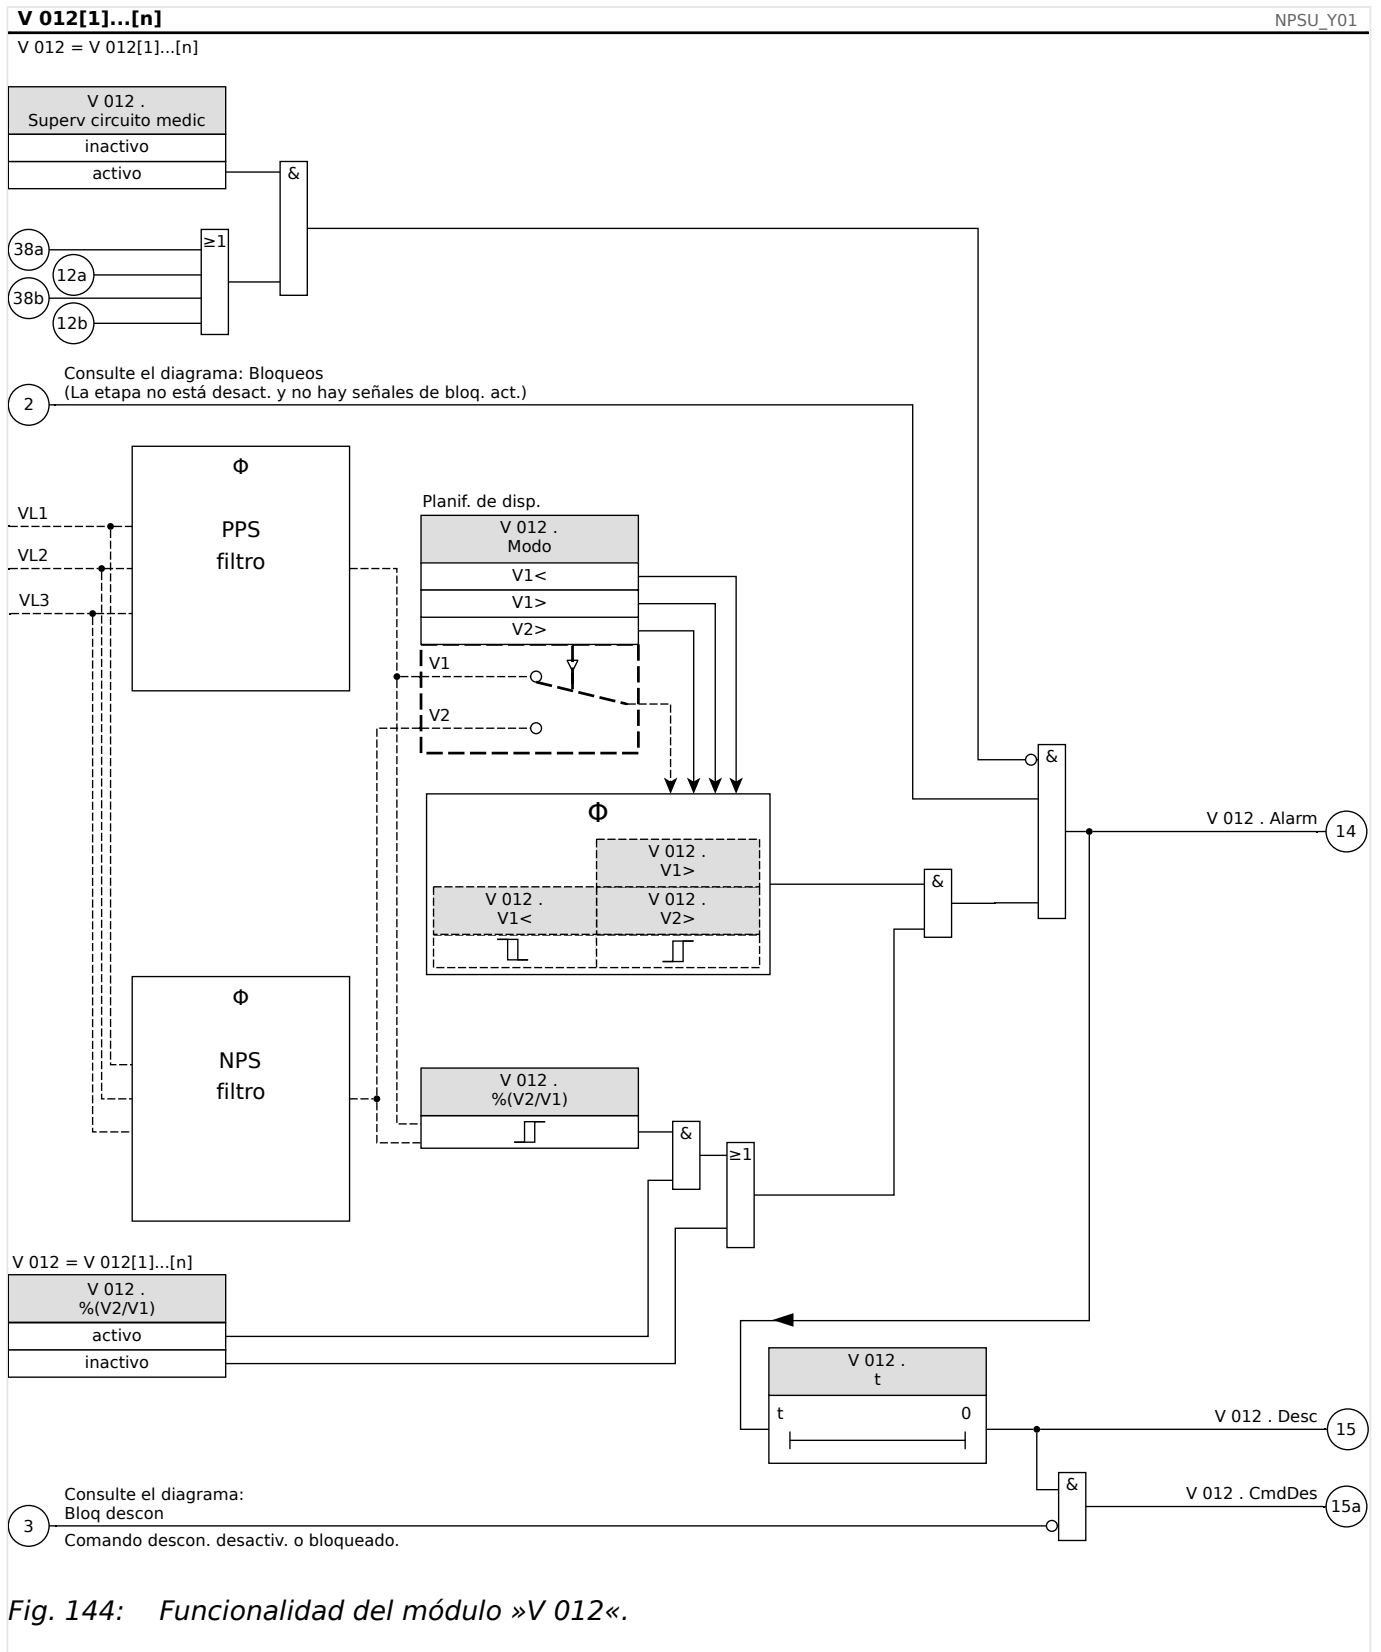 V 012[1]...[n]
NPSU_Y01
V 012 = V 012[1]...[n]
V 012 .
Superv circuito medic
inactivo
activo
&
38a
12a
38b
12b
≥1
Consulte el diagrama: Bloqueos
(La etapa no está desact. y no hay señales de bloq. act.)
2
Φ
PPS
filtro
VL1
VL2
VL3
Planif. de disp.
V 012 .
Modo
V1<
V1>
V2>
V1
V2
&
V 012 . Alarm
14
Φ
V 012 .
V1>
V 012 .
V1<
V 012 .
V2>
&
Φ
NPS
filtro
V 012 .
%(V2/V1)
&
≥1
V 012 = V 012[1]...[n]
V 012 .
%(V2/V1)
activo
inactivo
V 012 .
t
t
0
V 012 . Desc
15
&
V 012 . CmdDes
15a
Consulte el diagrama:
Bloq descon
3
Comando descon. desactiv. o bloqueado.
Fig. 144: Funcionalidad del módulo »V 012«.